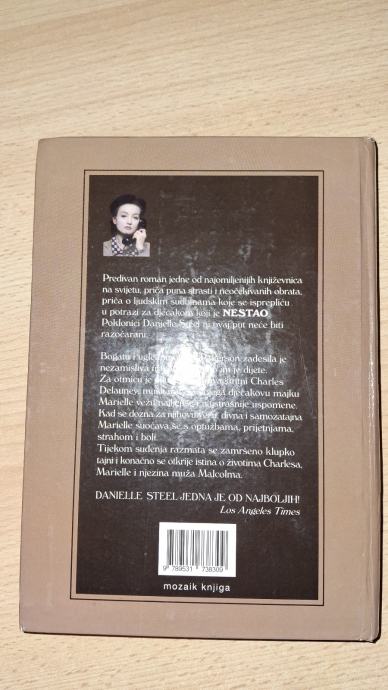 Predivan roman jedne od najomiljenijih književnica
na svijetu, priča puna strasti i neočekivanih obrata,
priča o ljudskim sudbinama koje se isprepliću
u potrazi za dječakom koji je NESTAO.
Poklonici Danielle Steel ni ovaj put neće biti
razočarani.
Bogatu i ugled zadesila je
nezamisliva je dijete.
Za otmicu je Charles
Delauney, dječakovu majku
Marielle uspomene.
Kad se dozna za divna i samozatajna
Marielle suočava se s optužbama, prijetnjama,
strahom i boli.
Tijekom suđenja razmata se zamršeno klupko
tajni i konačno se otkrije istina o životima Charlesa,
Marielle i njezina muža Malcolma.
DANIELLE STEEL JEDNA JE OD NAJBOLJIH!
Los Angeles Times
9 789531 738309
mozaik knjiga